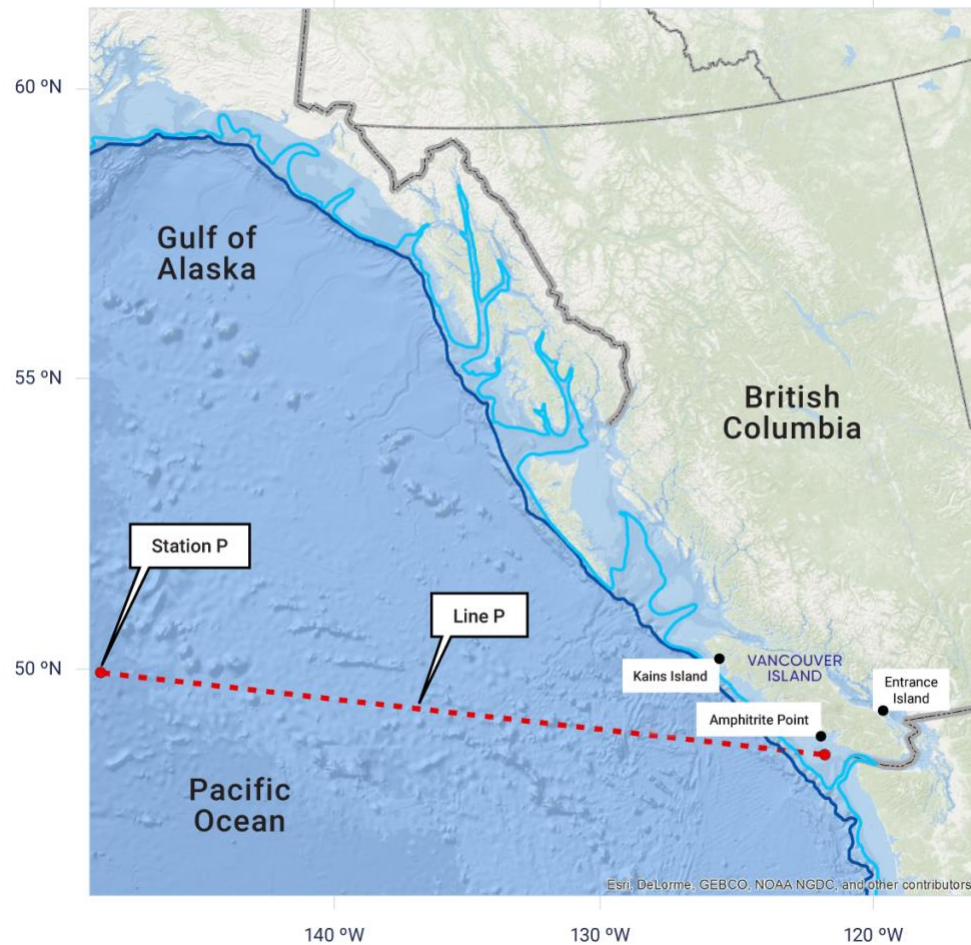 60 ºN
Gulf of
Alaska
55 ºN
British
Columbia
Station P
Line P
50 ºN
Kains Island
VANCOUVER
ISLAND
Entrance
Island
Amphitrite Point
Pacific
Ocean
Esri, DeLorme, GEBCO, NOAA NGDC, and other contributors
140 ºW
130 ºW
120 ºW